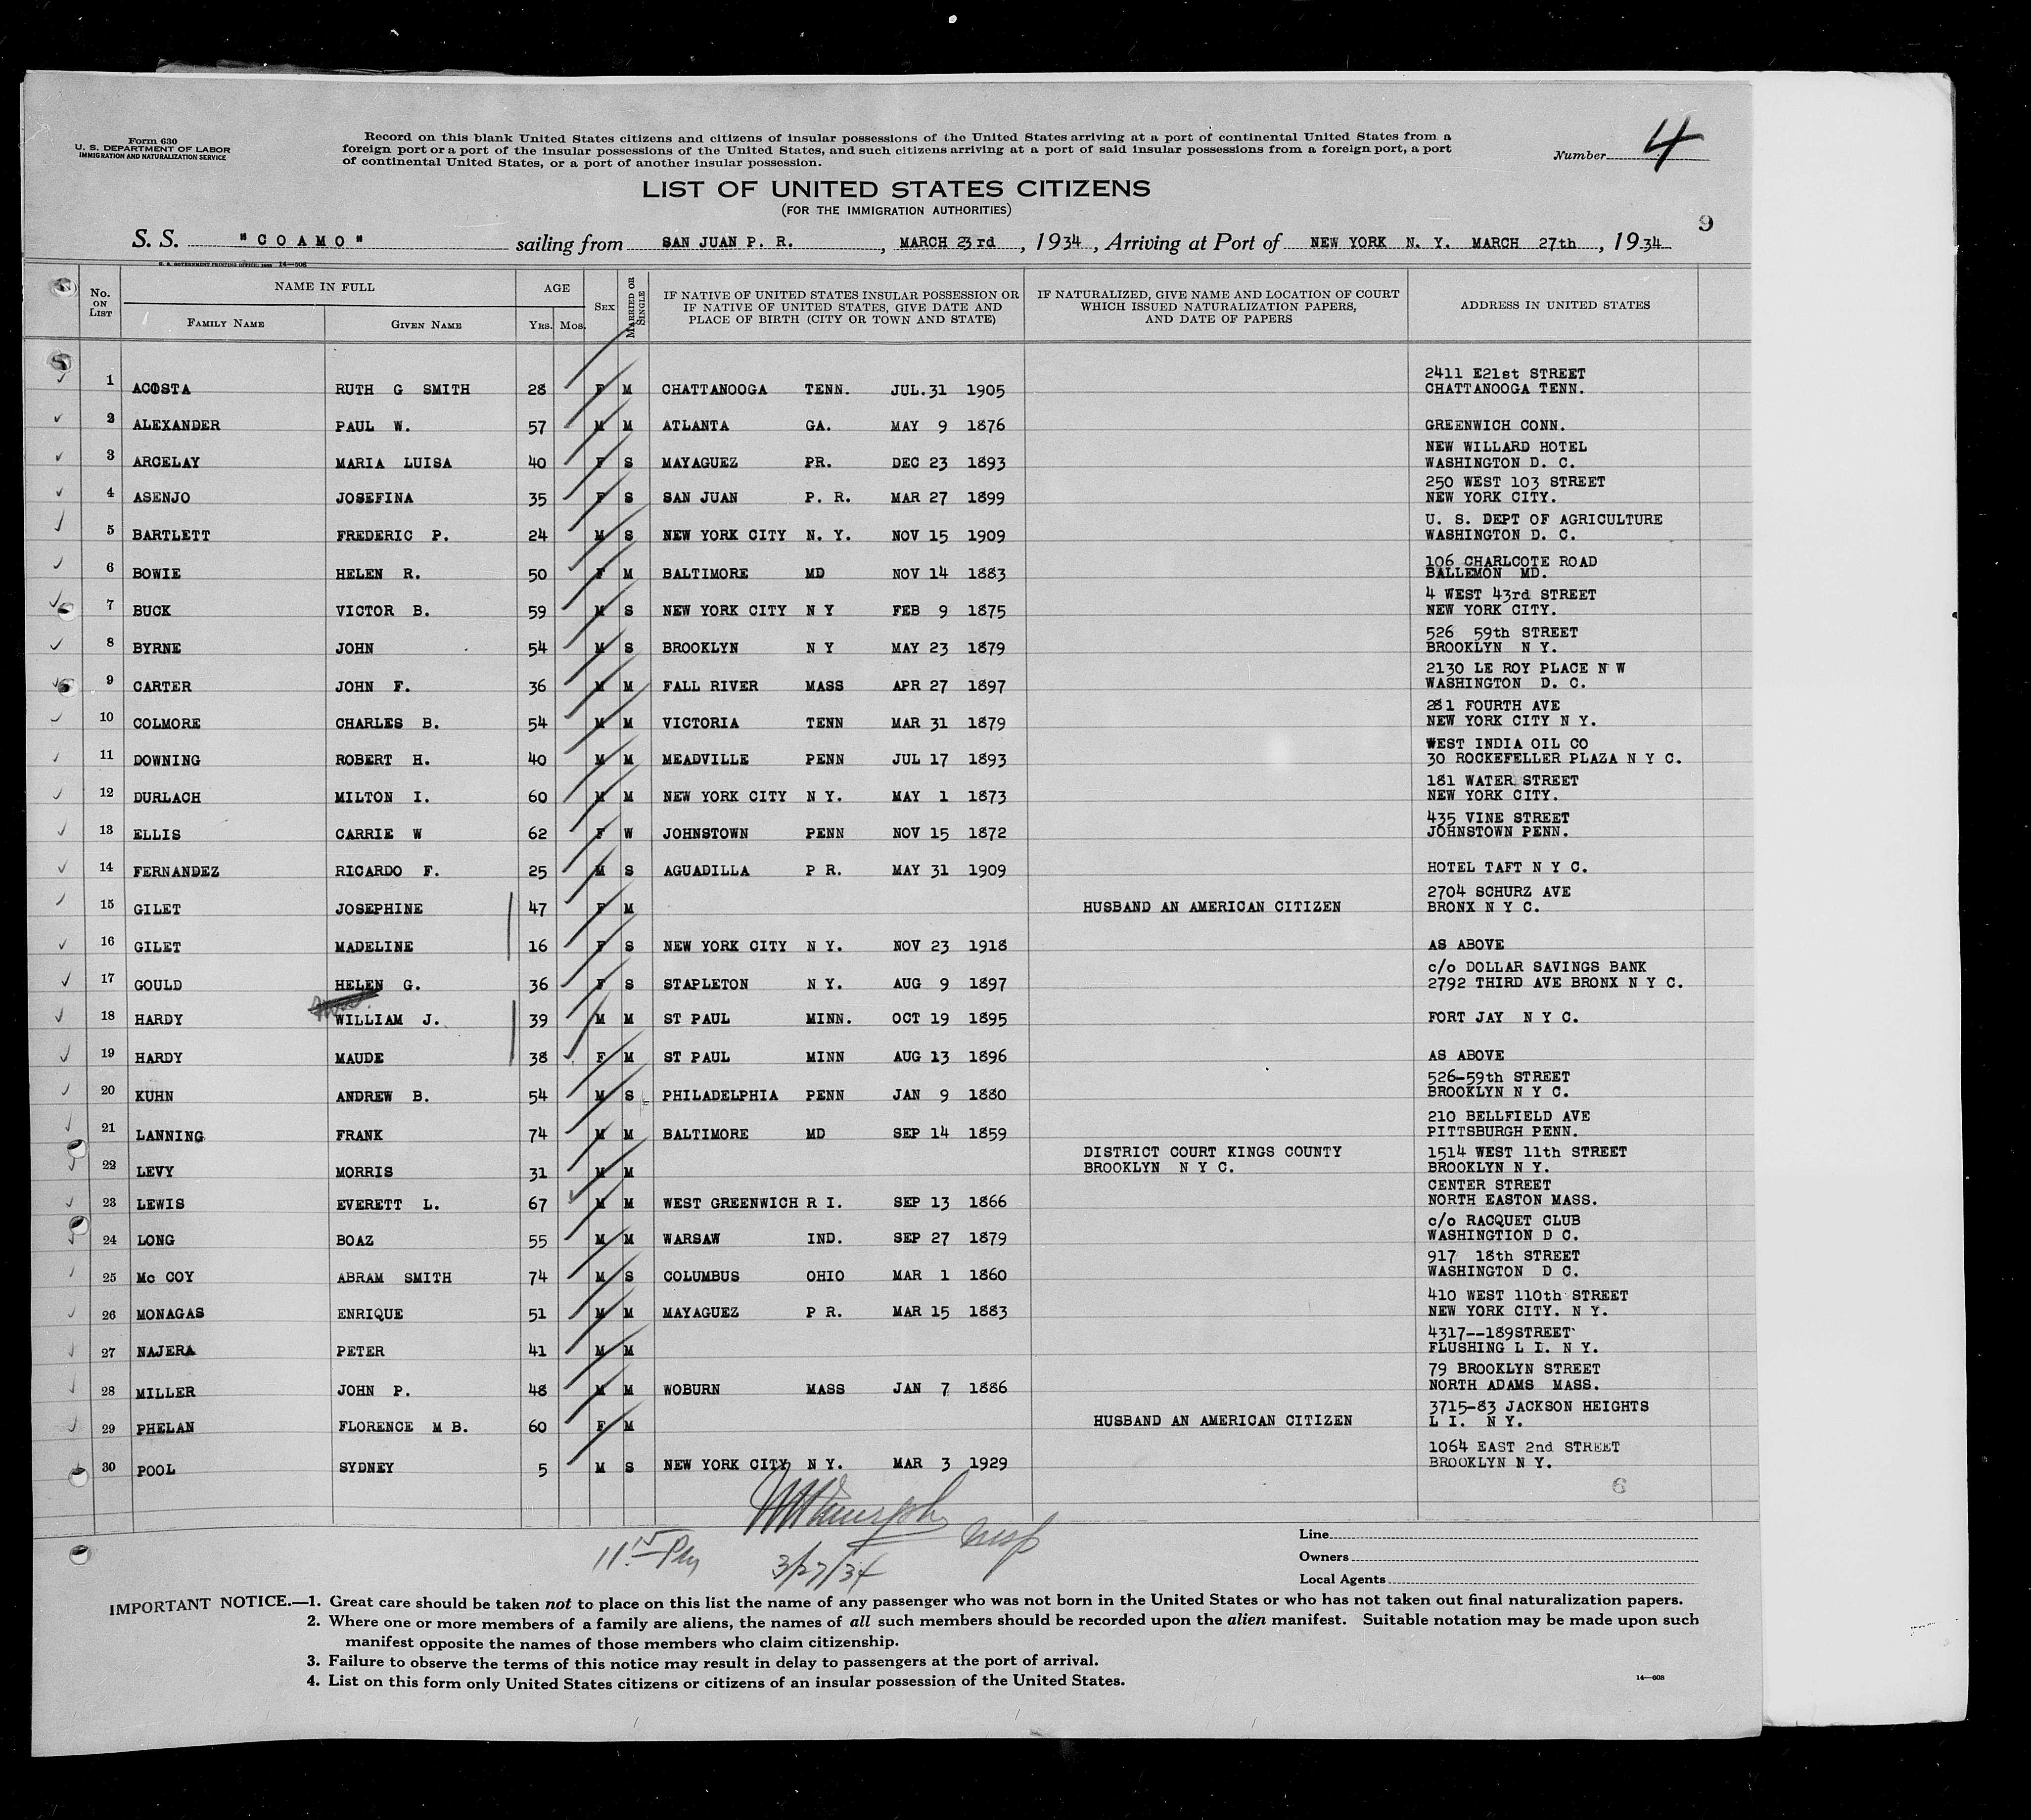 Form 630
U. S. DEPARTMENT OF LABOR
IMMIGRATION AND NATURALIZATION SERVICE
Record on this blank United States citizens and citizens of insular possessions of the United States arriving at a port of continental United States from a
foreign port or a port of the insular possessions of the United States, and such citizens arriving at a port of said insular possessions from a foreign port, a port
of continental United States, or a port of another insular possession.
Number 4
LIST OF UNITED STATES CITIZENS
(FOR THE IMMIGRATION AUTHORITIES)
9
S. S. "COAMO" sailing from SAN JUAN P. R. , MARCH 23rd , 1934 , Arriving at Port of NEW YORK N. Y. MARCH 27th , 1934
U. S. GOVERNMENT PRINTING OFFICE: 14—508
No. ON LIST
NAME IN FULL
FAMILY NAME
GIVEN NAME
AGE
YRS. MOS.
SEX
MARRIED OR SINGLE
IF NATIVE OF UNITED STATES INSULAR POSSESSION OR
IF NATIVE OF UNITED STATES, GIVE DATE AND
PLACE OF BIRTH (CITY OR TOWN AND STATE)
IF NATURALIZED, GIVE NAME AND LOCATION OF COURT
WHICH ISSUED NATURALIZATION PAPERS,
AND DATE OF PAPERS
ADDRESS IN UNITED STATES
2411 E21st STREET
1 ACOSTA RUTH G SMITH 28 F M CHATTANOOGA TENN. JUL.31 1905 CHATTANOOGA TENN.
2 ALEXANDER PAUL W. 57 M M ATLANTA GA. MAY 9 1876 GREENWICH CONN.
NEW WILLARD HOTEL
3 ARCELAY MARIA LUISA 40 F S MAYAGUEZ PR. DEC 23 1893 WASHINGTON D. C.
250 WEST 103 STREET
4 ASENJO JOSEFINA 35 F S SAN JUAN P. R. MAR 27 1899 NEW YORK CITY.
U. S. DEPT OF AGRICULTURE
5 BARTLETT FREDERIC P. 24 M S NEW YORK CITY N. Y. NOV 15 1909 WASHINGTON D. C.
106 CHARLCOTE ROAD
6 BOWIE HELEN R. 50 F M BALTIMORE MD NOV 14 1883 BALLEMON MD.
4 WEST 43rd STREET
7 BUCK VICTOR B. 59 M S NEW YORK CITY N Y FEB 9 1875 NEW YORK CITY.
526 59th STREET
8 BYRNE JOHN 54 M S BROOKLYN N Y MAY 23 1879 BROOKLYN N Y.
2130 LE ROY PLACE N W
9 CARTER JOHN F. 36 M M FALL RIVER MASS APR 27 1897 WASHINGTON D. C.
281 FOURTH AVE
10 COLMORE CHARLES B. 54 M M VICTORIA TENN MAR 31 1879 NEW YORK CITY N Y.
WEST INDIA OIL CO
11 DOWNING ROBERT H. 40 M M MEADVILLE PENN JUL 17 1893 30 ROCKEFELLER PLAZA N Y C.
181 WATER STREET
12 DURLACH MILTON I. 60 M M NEW YORK CITY N Y. MAY 1 1873 NEW YORK CITY.
435 VINE STREET
13 ELLIS CARRIE W 62 F W JOHNSTOWN PENN NOV 15 1872 JOHNSTOWN PENN.
14 FERNANDEZ RICARDO F. 25 M S AGUADILLA P R. MAY 31 1909 HOTEL TAFT N Y C.
2704 SCHURZ AVE
15 GILET JOSEPHINE 47 F M HUSBAND AN AMERICAN CITIZEN BRONX N Y C.
16 GILET MADELINE 16 F S NEW YORK CITY N Y. NOV 23 1918 AS ABOVE
c/o DOLLAR SAVINGS BANK
17 GOULD HELEN G. 36 F S STAPLETON N Y. AUG 9 1897 2792 THIRD AVE BRONX N Y C.
18 HARDY WILLIAM J. 39 M M ST PAUL MINN. OCT 19 1895 FORT JAY N Y C.
19 HARDY MAUDE 38 F M ST PAUL MINN AUG 13 1896 AS ABOVE
526-59th STREET
20 KUHN ANDREW B. 54 M S PHILADELPHIA PENN JAN 9 1880 BROOKLYN N Y C.
210 BELLFIELD AVE
21 LANNING FRANK 74 M M BALTIMORE MD SEP 14 1859 PITTSBURGH PENN.
DISTRICT COURT KINGS COUNTY 1514 WEST 11th STREET
22 LEVY MORRIS 31 M M BROOKLYN N Y C. BROOKLYN N Y.
CENTER STREET
23 LEWIS EVERETT L. 67 M M WEST GREENWICH R I. SEP 13 1866 NORTH EASTON MASS.
c/o RACQUET CLUB
24 LONG BOAZ 55 M M WARSAW IND. SEP 27 1879 WASHINGTION D C.
917 18th STREET
25 Mc COY ABRAM SMITH 74 M S COLUMBUS OHIO MAR 1 1860 WASHINGTON D C.
410 WEST 110th STREET
26 MONAGAS ENRIQUE 51 M M MAYAGUEZ P R. MAR 15 1883 NEW YORK CITY. N Y.
4317--189STREET
27 NAJERA PETER 41 M M FLUSHING L I. N Y.
79 BROOKLYN STREET
28 MILLER JOHN P. 48 M M WOBURN MASS JAN 7 1886 NORTH ADAMS MASS.
3715-83 JACKSON HEIGHTS
29 PHELAN FLORENCE M B. 60 F M HUSBAND AN AMERICAN CITIZEN L I. N Y.
1064 EAST 2nd STREET
30 POOL SYDNEY 5 M S NEW YORK CITY N Y. MAR 3 1929 BROOKLYN N Y.
6
3/27/34
Line
Owners
Local Agents
IMPORTANT NOTICE.—1. Great care should be taken not to place on this list the name of any passenger who was not born in the United States or who has not taken out final naturalization papers.
2. Where one or more members of a family are aliens, the names of all such members should be recorded upon the alien manifest. Suitable notation may be made upon such
manifest opposite the names of those members who claim citizenship.
3. Failure to observe the terms of this notice may result in delay to passengers at the port of arrival.
4. List on this form only United States citizens or citizens of an insular possession of the United States.
14—608